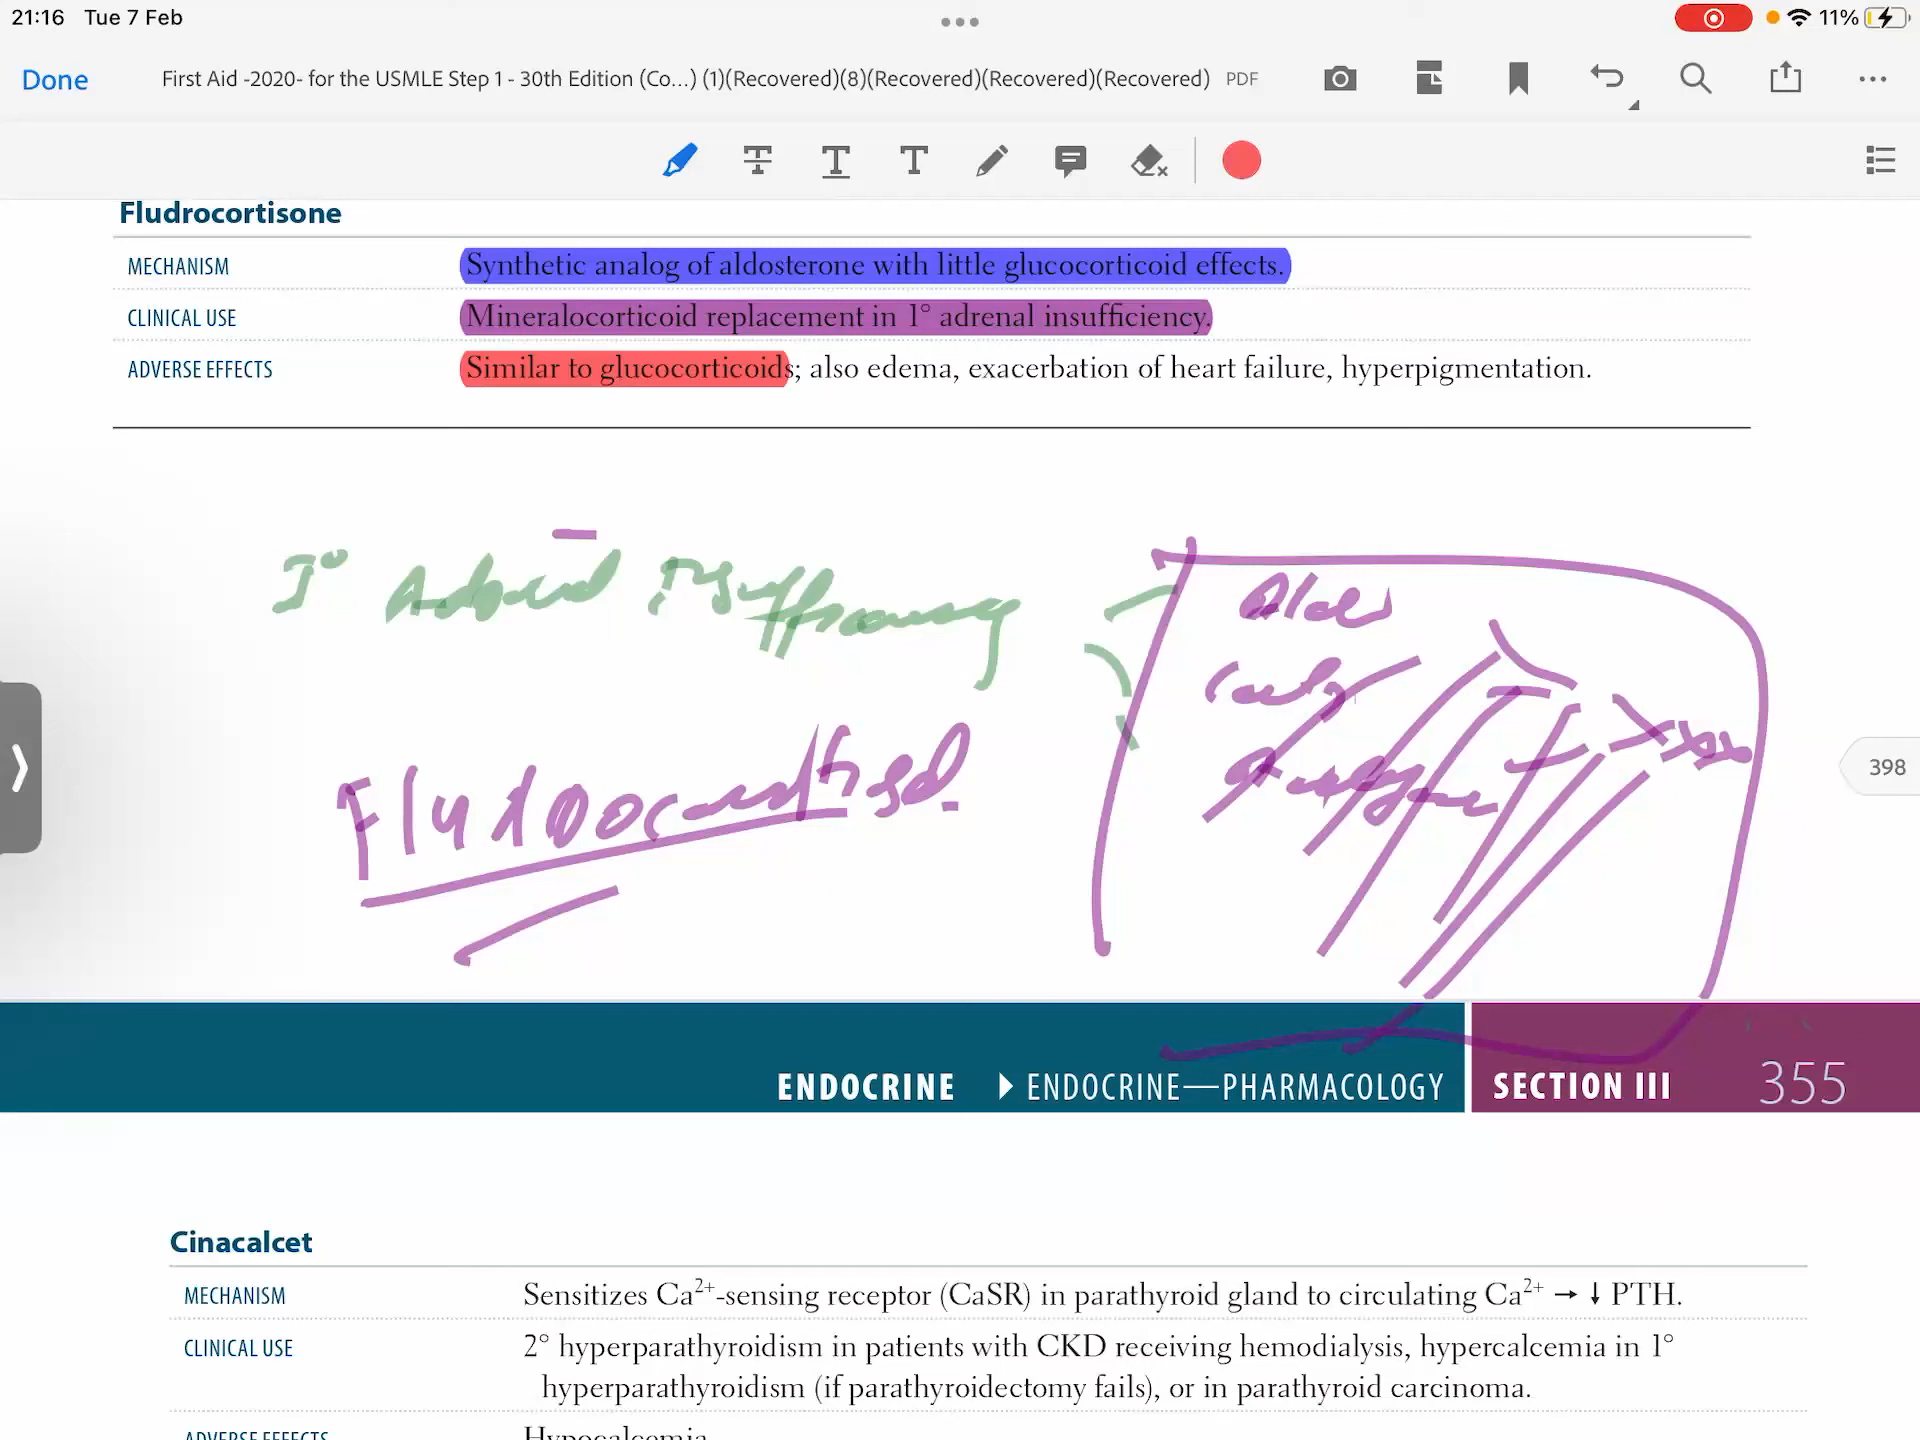 21:16 Tue 7 Feb
11%
Done
First Aid -2020- for the USMLE Step 1 - 30th Edition (Co...) (1)(Recovered)(8)(Recovered)(Recovered)(Recovered) PDF
Fludrocortisone
MECHANISM Synthetic analog of aldosterone with little glucocorticoid effects.
CLINICAL USE Mineralocorticoid replacement in 1° adrenal insufficiency.
ADVERSE EFFECTS Similar to glucocorticoids; also edema, exacerbation of heart failure, hyperpigmentation.
1°
398
ENDOCRINE ▶ ENDOCRINE—PHARMACOLOGY SECTION III 355
Cinacalcet
MECHANISM Sensitizes Ca²⁺-sensing receptor (CaSR) in parathyroid gland to circulating Ca²⁺ → ↓ PTH.
CLINICAL USE 2° hyperparathyroidism in patients with CKD receiving hemodialysis, hypercalcemia in 1°
hyperparathyroidism (if parathyroidectomy fails), or in parathyroid carcinoma.
ADVERSE EFFECTS Hypocalcemia